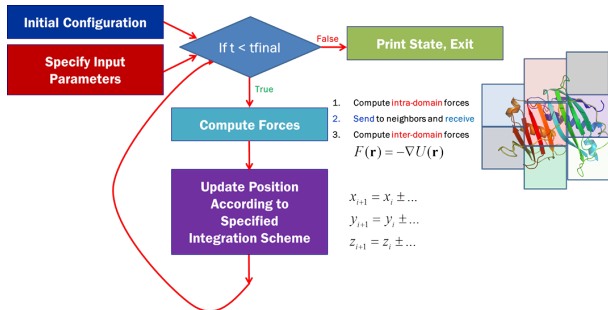 Initial Configuration
Specify Input
Parameters
If t < tfinal
False
Print State, Exit
True
Compute Forces
1. Compute intra-domain forces
2. Send to neighbors and receive
3. Compute inter-domain forces
F(r) = −∇U(r)
Update Position
According to
Specified
Integration Scheme
x_{i+1} = x_i ± ...
y_{i+1} = y_i ± ...
z_{i+1} = z_i ± ...